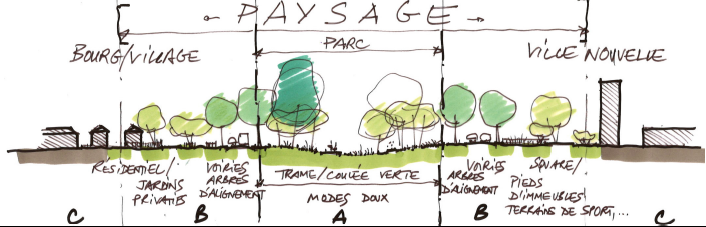 PAYSAGE
PARC
BOURG/VILLAGE
VILLE NOUVELLE
RÉSIDENTIEL/
JARDINS
PRIVATIFS
VOIRIES
ARBRES
D'ALIGNEMENT
TRAME/COULÉE VERTE
MODES DOUX
VOIRIES
ARBRES
D'ALIGNEMENT
SQUARE/
PIEDS
D'IMMEUBLES/
TERRAINS DE SPORT,...
C B A B C